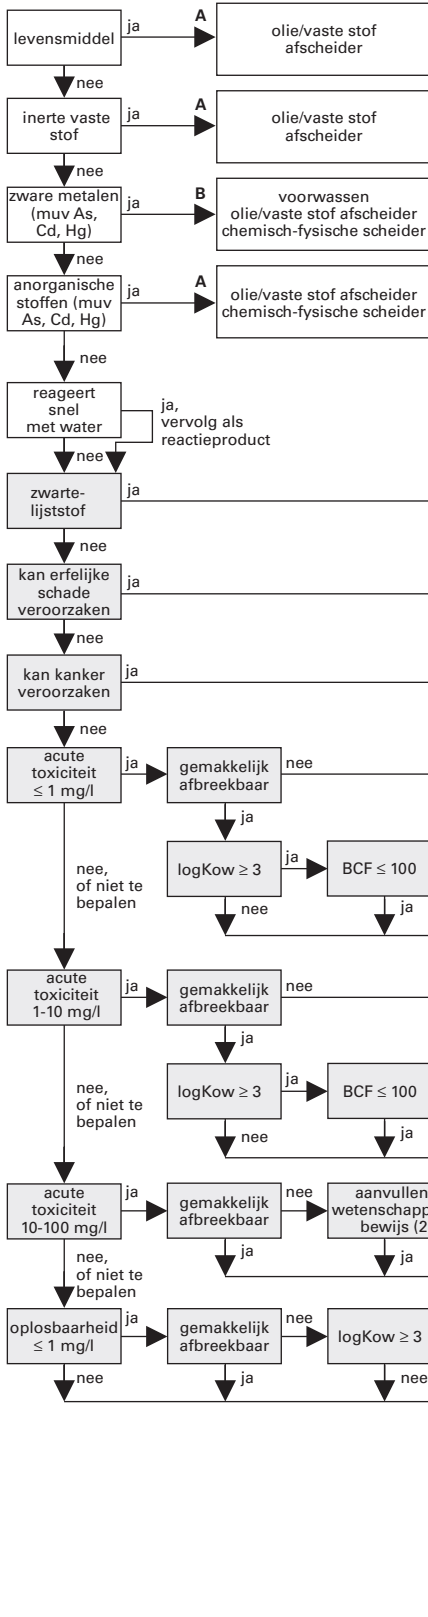 levensmiddel
ja
A
olie/vaste stof
afscheider
nee
inerte vaste
stof
ja
A
olie/vaste stof
afscheider
nee
zware metalen
(muv As,
Cd, Hg)
ja
B
voorwassen
olie/vaste stof afscheider
chemisch-fysische scheider
nee
anorganische
stoffen (muv
As, Cd, Hg)
ja
A
olie/vaste stof afscheider
chemisch-fysische scheider
nee
reageert
snel
met water
ja,
vervolg als
reactieproduct
nee
zwarte-
lijststof
ja
nee
kan erfelijke
schade
veroorzaken
ja
nee
kan kanker
veroorzaken
ja
nee
acute
toxiciteit
≤ 1 mg/l
ja
gemakkelijk
afbreekbaar
nee
ja
logKow ≥ 3
ja
BCF ≤ 100
nee
ja
nee,
of niet te
bepalen
acute
toxiciteit
1-10 mg/l
ja
gemakkelijk
afbreekbaar
nee
ja
logKow ≥ 3
ja
BCF ≤ 100
nee
ja
nee,
of niet te
bepalen
acute
toxiciteit
10-100 mg/l
ja
gemakkelijk
afbreekbaar
nee
aanvullen
wetenschapp
bewijs (2
ja
ja
nee,
of niet te
bepalen
oplosbaarheid
≤ 1 mg/l
ja
gemakkelijk
afbreekbaar
nee
logKow ≥ 3
nee
ja
nee